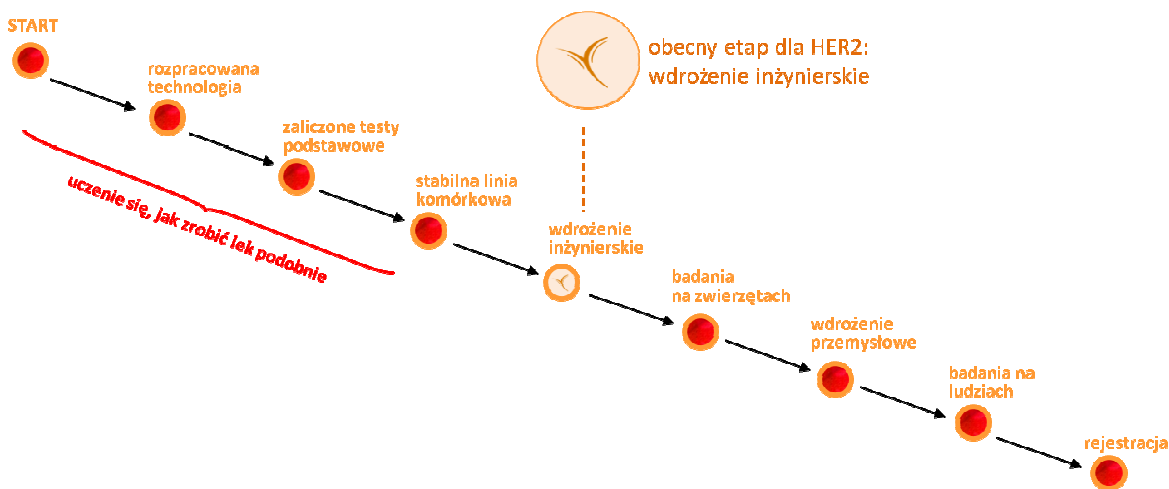 START
rozpracowana
technologia
zaliczone testy
podstawowe
stabilna linia
komórkowa
obecny etap dla HER2:
wdrożenie inżynierskie
wdrożenie
inżynierskie
badania
na zwierzętach
wdrożenie
przemysłowe
badania na
ludziach
rejestracja
uczenie się, jak zrobić lek podobnie